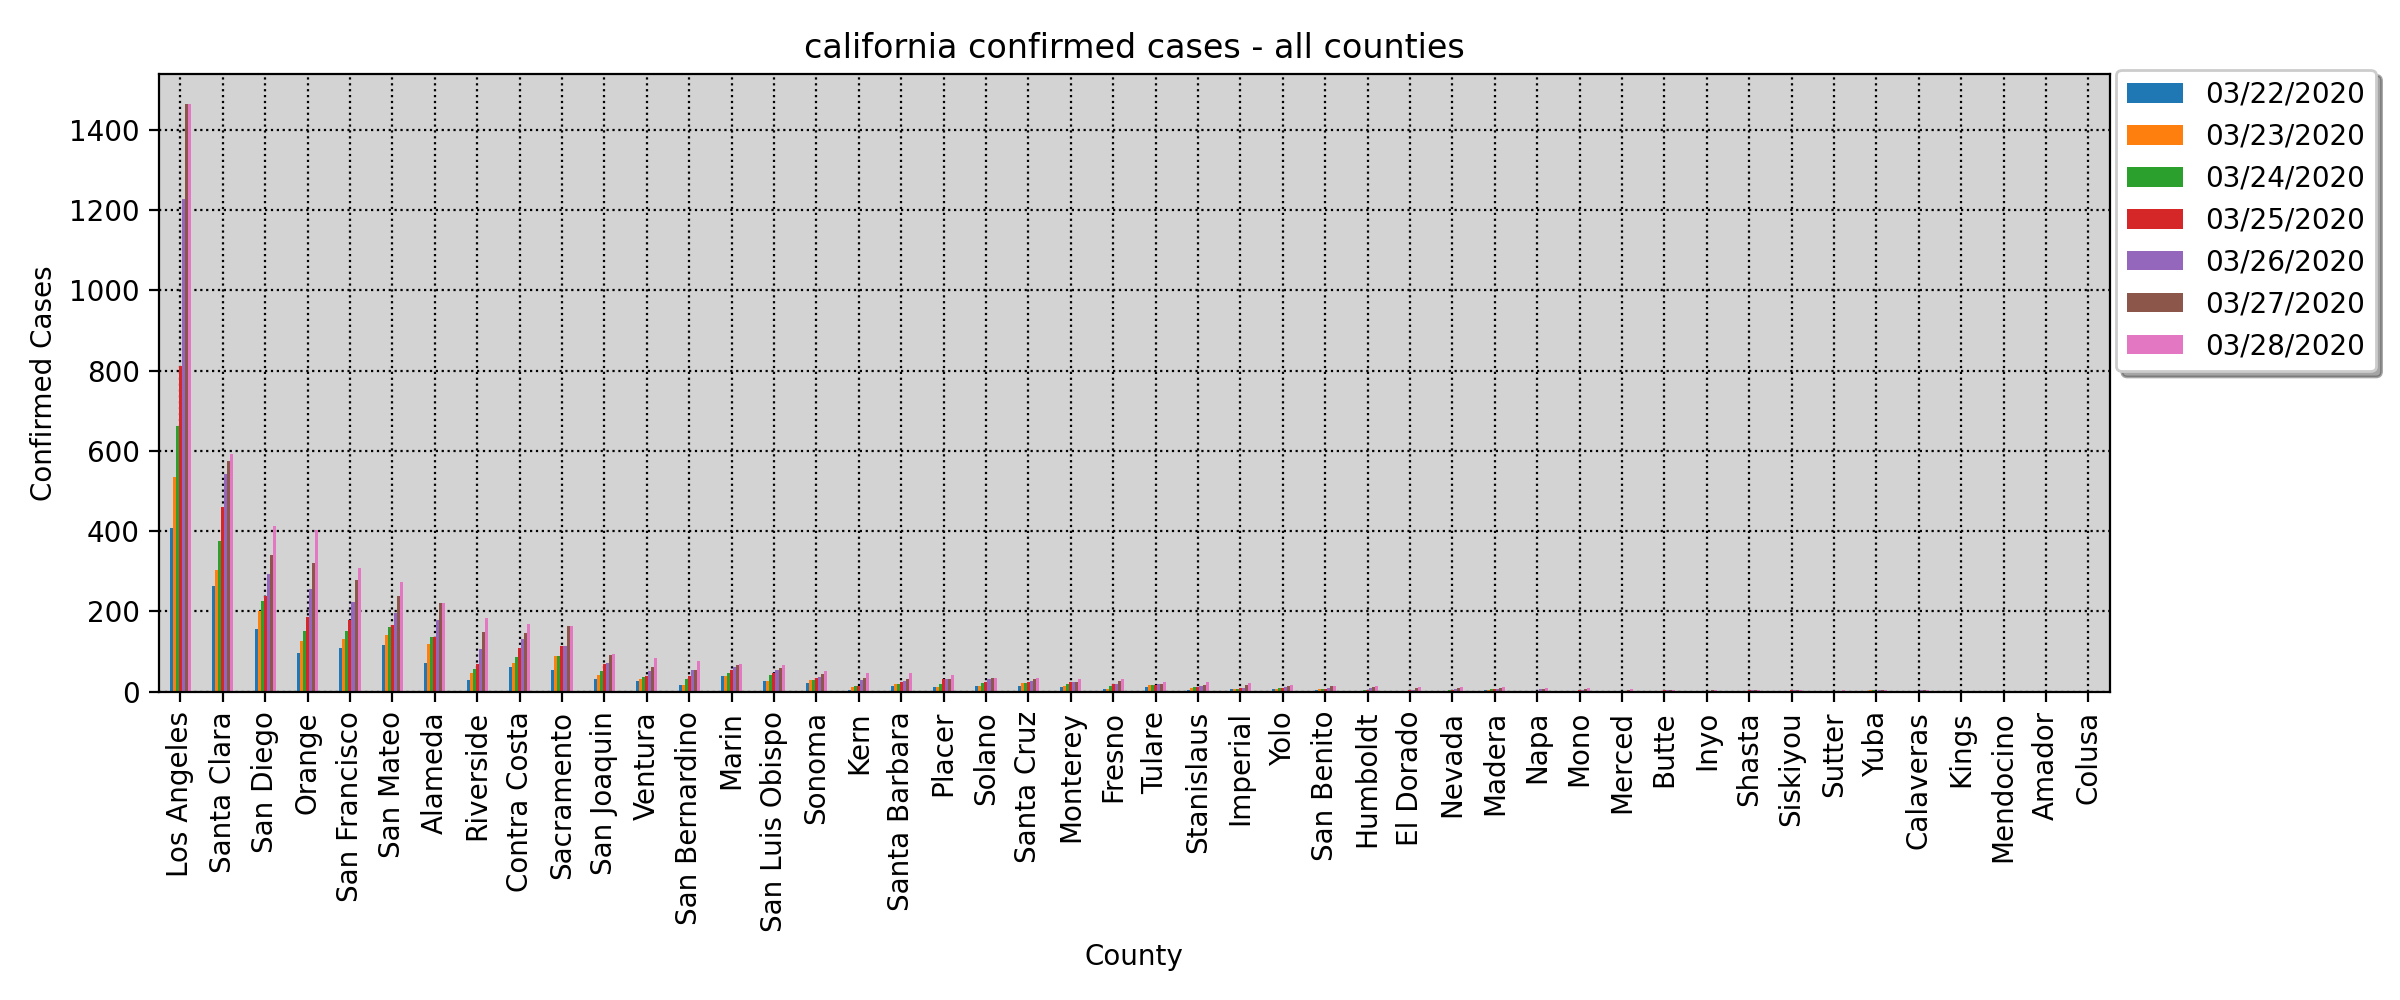 california confirmed cases - all counties
Confirmed Cases
1400
1200
1000
800
600
400
200
0
03/22/2020
03/23/2020
03/24/2020
03/25/2020
03/26/2020
03/27/2020
03/28/2020
Los Angeles
Santa Clara
San Diego
Orange
San Francisco
San Mateo
Alameda
Riverside
Contra Costa
Sacramento
San Joaquin
Ventura
San Bernardino
Marin
San Luis Obispo
Sonoma
Kern
Santa Barbara
Placer
Solano
Santa Cruz
Monterey
Fresno
Tulare
Stanislaus
Imperial
Yolo
San Benito
Humboldt
El Dorado
Nevada
Madera
Napa
Mono
Merced
Butte
Inyo
Shasta
Siskiyou
Sutter
Yuba
Calaveras
Kings
Mendocino
Amador
Colusa
County